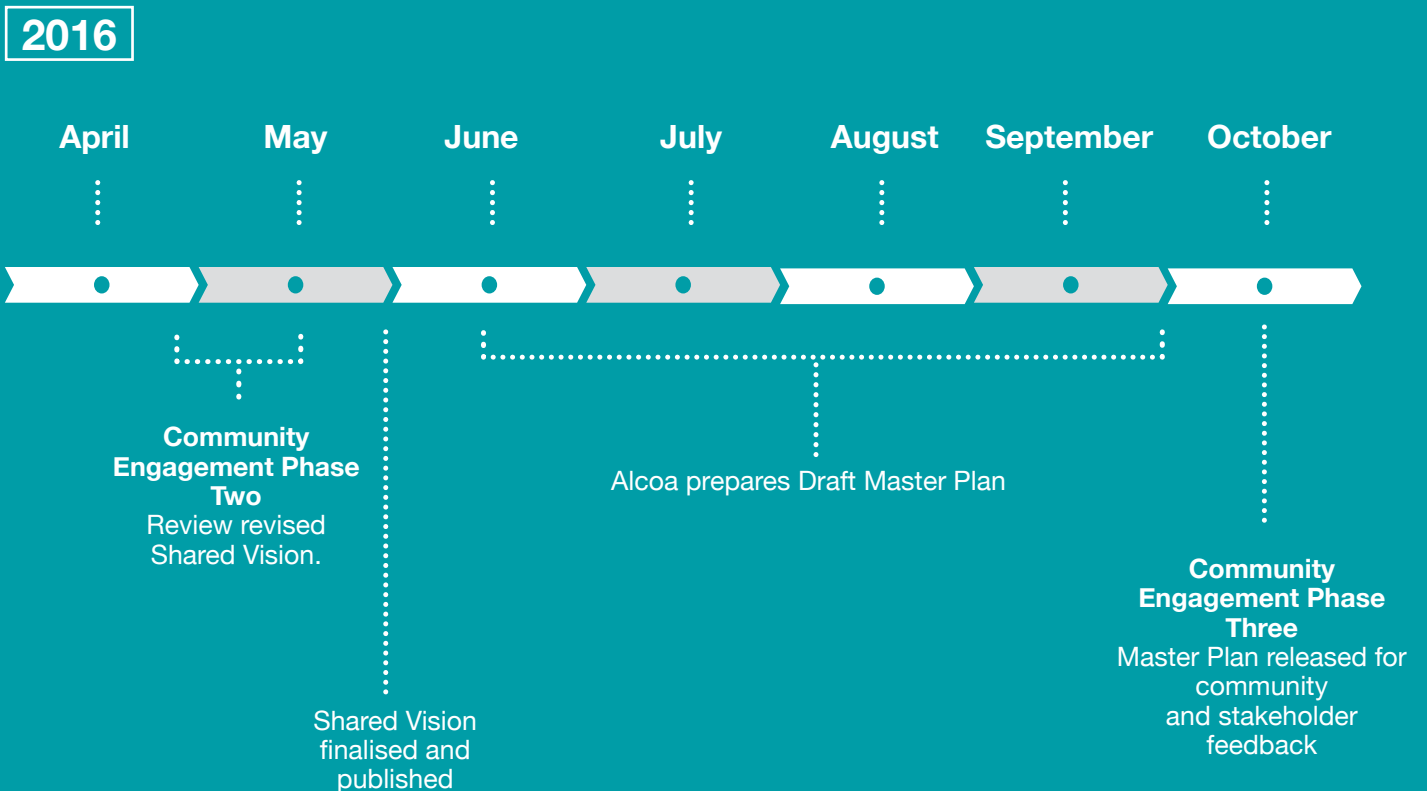 2016
April
May
June
July
August
September
October
Community
Engagement Phase
Two
Review revised
Shared Vision.
Shared Vision
finalised and
published
Alcoa prepares Draft Master Plan
Community
Engagement Phase
Three
Master Plan released for
community
and stakeholder
feedback